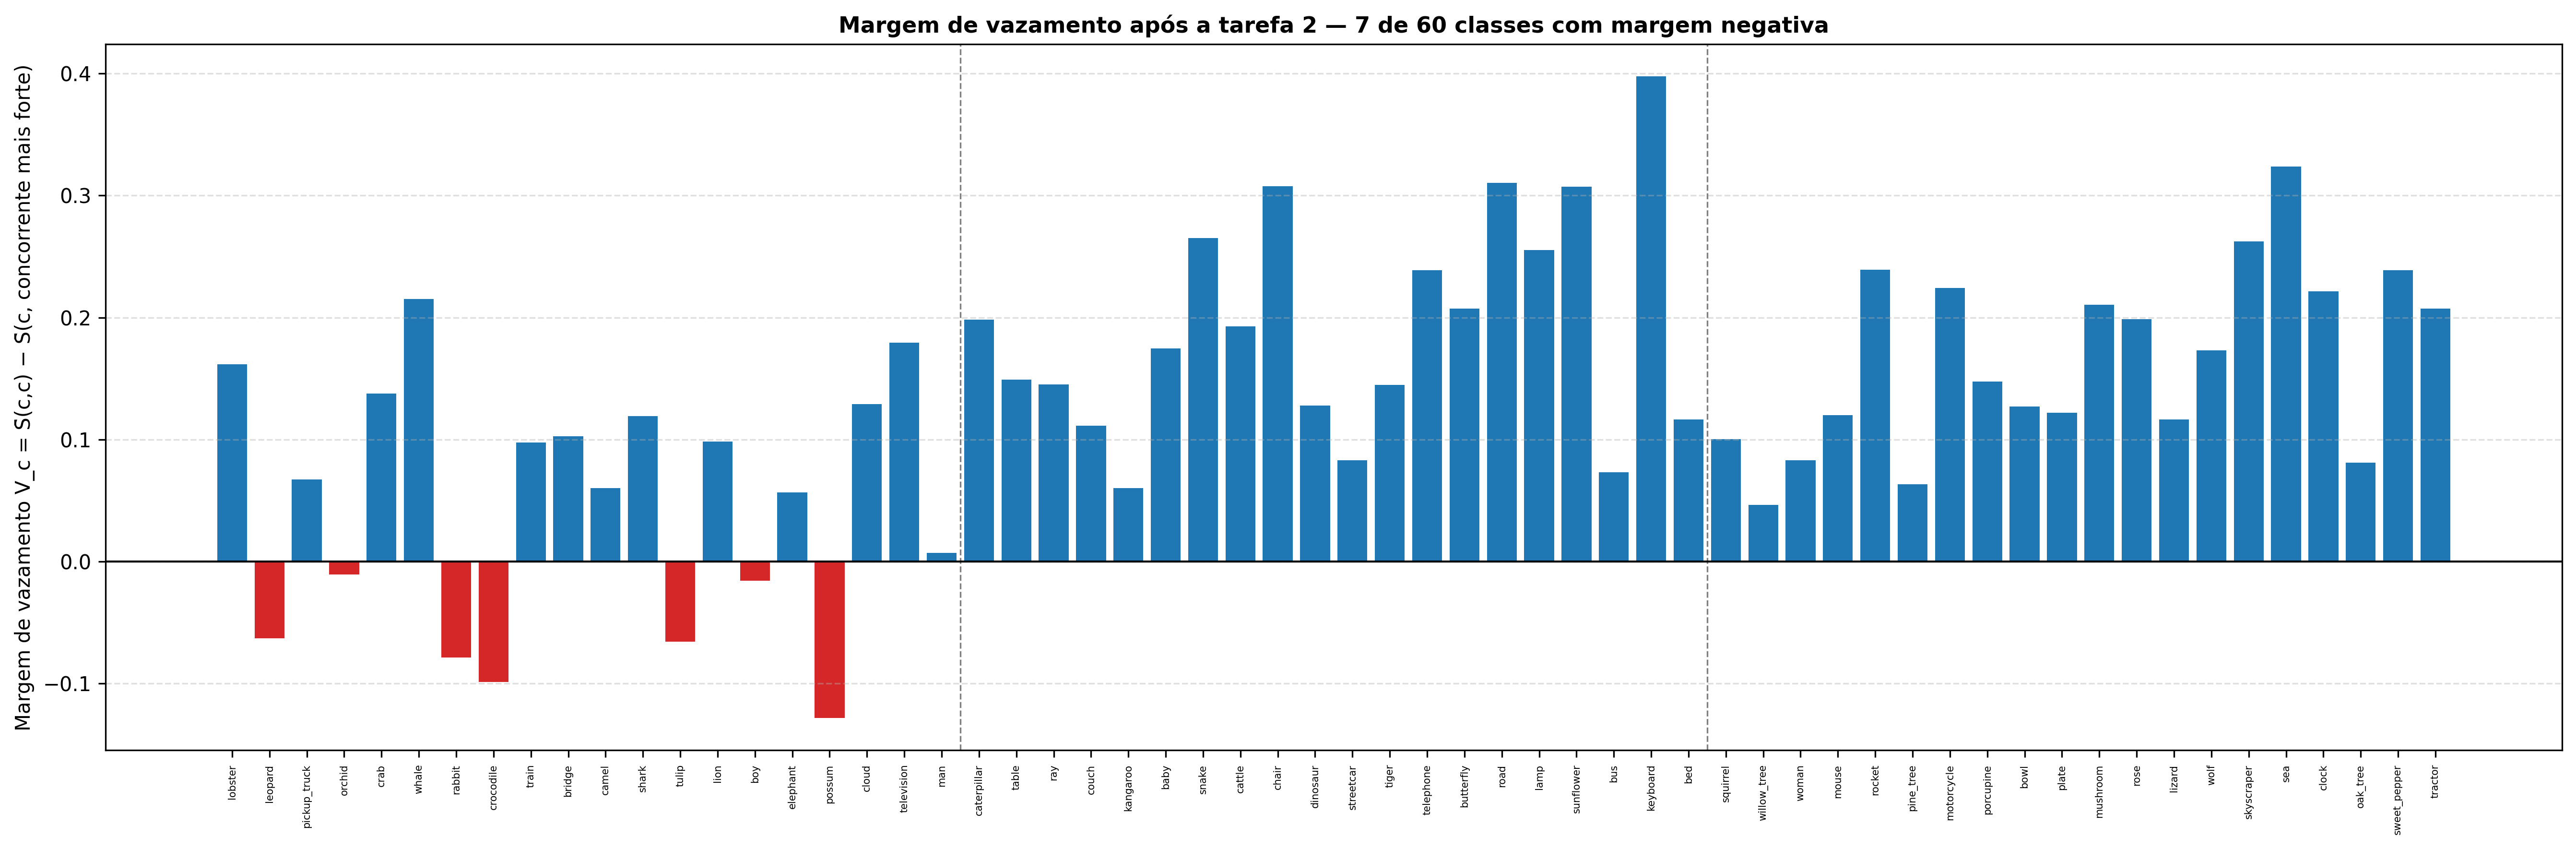 Margem de vazamento após a tarefa 2 — 7 de 60 classes com margem negativa
Margem de vazamento V_c = S(c,c) − S(c, concorrente mais forte)
0.4
0.3
0.2
0.1
0.0
−0.1
lobster
leopard
pickup_truck
orchid
crab
whale
rabbit
crocodile
train
bridge
camel
shark
tulip
lion
boy
elephant
possum
cloud
television
man
caterpillar
table
ray
couch
kangaroo
baby
snake
cattle
chair
dinosaur
streetcar
tiger
telephone
butterfly
road
lamp
sunflower
bus
keyboard
bed
squirrel
willow_tree
woman
mouse
rocket
pine_tree
motorcycle
porcupine
bowl
plate
mushroom
rose
lizard
wolf
skyscraper
sea
clock
oak_tree
sweet_pepper
tractor